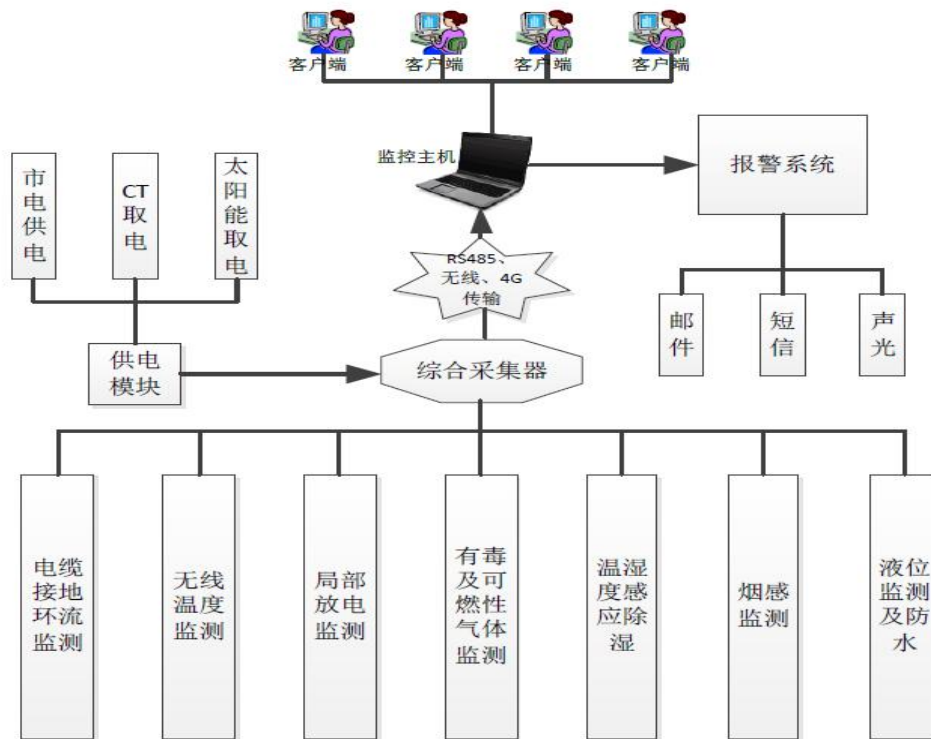 客户端
客户端
客户端
客户端
监控主机
报警系统
市
电
供
电
CT
取
电
太
阳
能
取
电
RS485、
无线、4G
传输
邮
件
短
信
声
光
供电
模块
综合采集器
电缆
接地
环流
监测
无线
温度
监测
局部
放电
监测
有毒
及可
燃性
气体
监测
温湿
度感
应除
湿
烟感
监测
液位
监测
及防
水